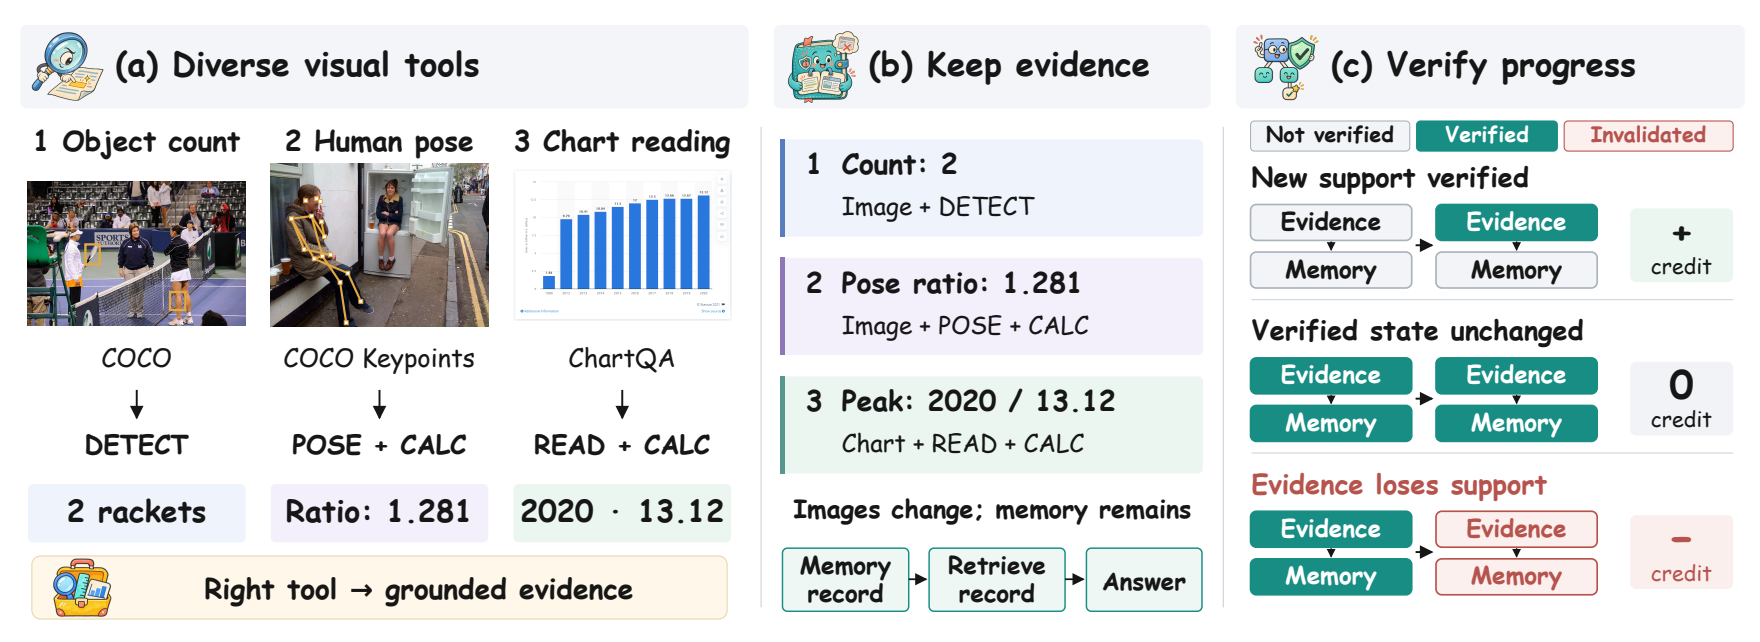 (a) Diverse visual tools
1 Object count
2 Human pose
3 Chart reading
SPORTS
COCO
COCO Keypoints
ChartQA
DETECT
POSE + CALC
READ + CALC
2 rackets
Ratio: 1.281
2020 · 13.12
Right tool → grounded evidence
(b) Keep evidence
1 Count: 2
Image + DETECT
2 Pose ratio: 1.281
Image + POSE + CALC
3 Peak: 2020 / 13.12
Chart + READ + CALC
Images change; memory remains
Memory record
Retrieve record
Answer
(c) Verify progress
Not verified
Verified
Invalidated
New support verified
Evidence
Evidence
Memory
Memory
+
credit
Verified state unchanged
Evidence
Evidence
Memory
Memory
0
credit
Evidence loses support
Evidence
Evidence
Memory
Memory
−
credit